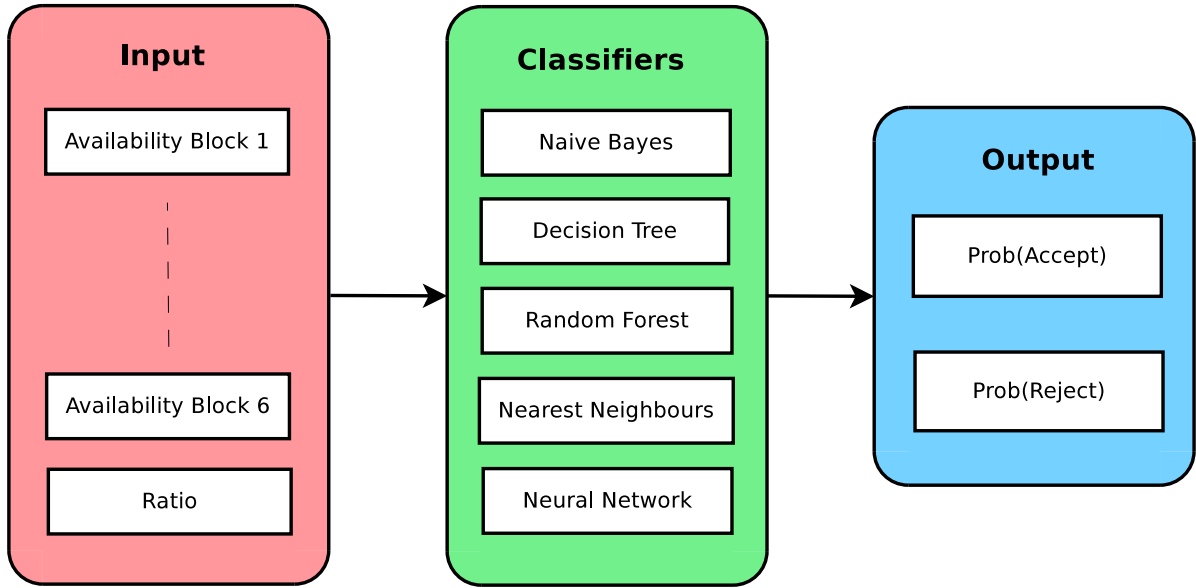 Input
Availability Block 1
Availability Block 6
Ratio
Classifiers
Naive Bayes
Decision Tree
Random Forest
Nearest Neighbours
Neural Network
Output
Prob(Accept)
Prob(Reject)